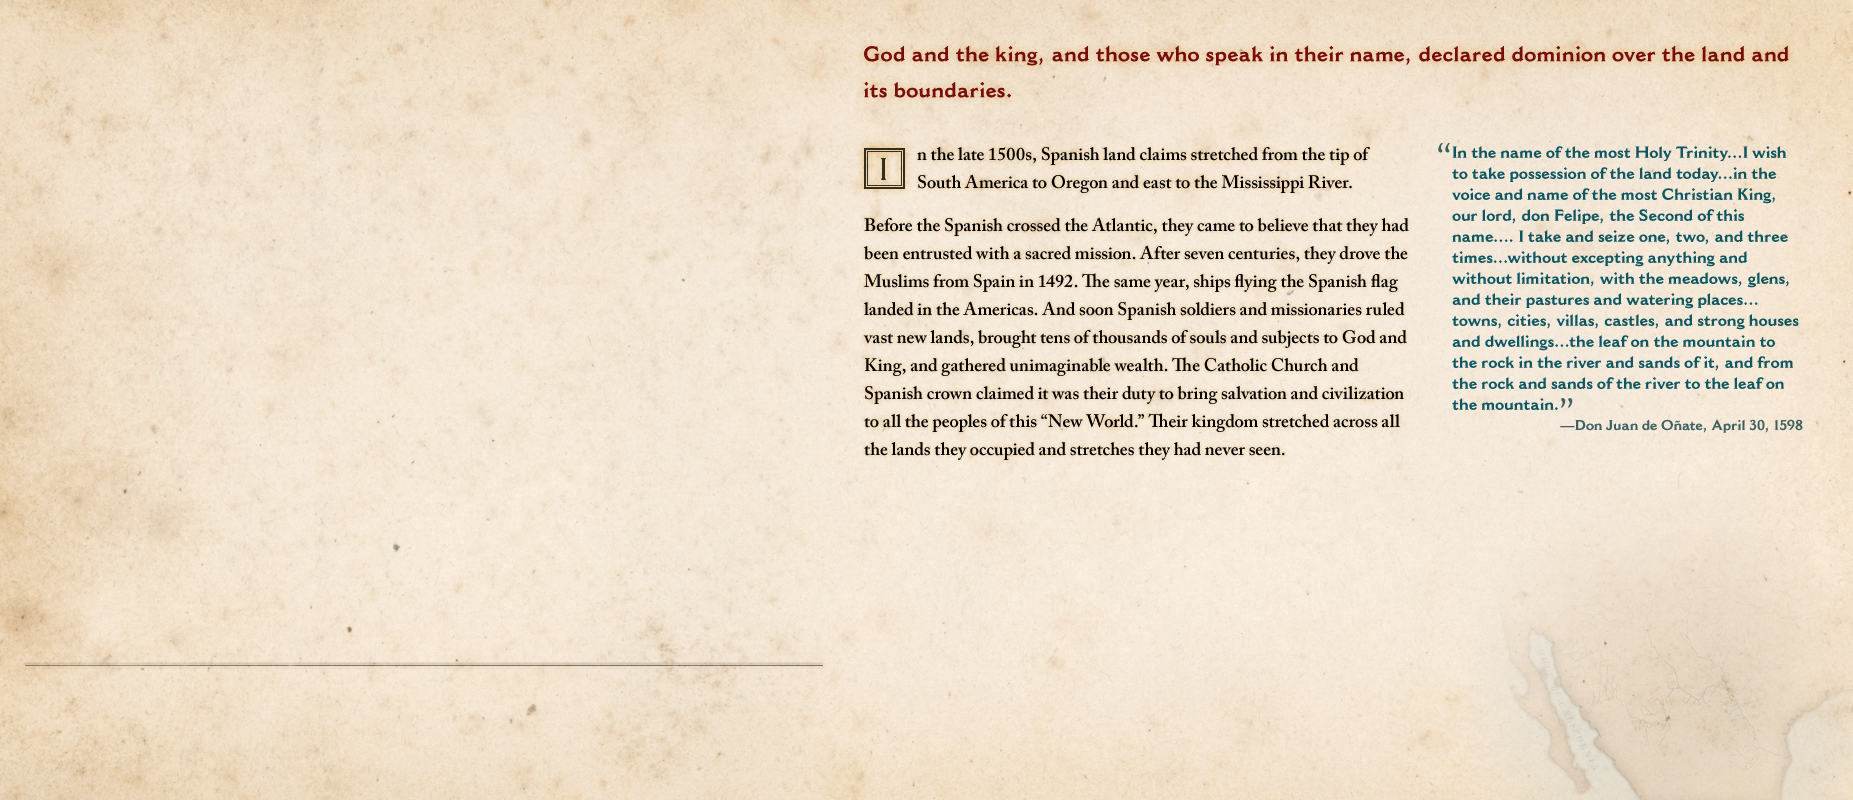 God and the king, and those who speak in their name, declared dominion over the land and
its boundaries.
In the late 1500s, Spanish land claims stretched from the tip of
South America to Oregon and east to the Mississippi River.
Before the Spanish crossed the Atlantic, they came to believe that they had
been entrusted with a sacred mission. After seven centuries, they drove the
Muslims from Spain in 1492. The same year, ships flying the Spanish flag
landed in the Americas. And soon Spanish soldiers and missionaries ruled
vast new lands, brought tens of thousands of souls and subjects to God and
King, and gathered unimaginable wealth. The Catholic Church and
Spanish crown claimed it was their duty to bring salvation and civilization
to all the peoples of this “New World.” Their kingdom stretched across all
the lands they occupied and stretches they had never seen.
“In the name of the most Holy Trinity...I wish
to take possession of the land today...in the
voice and name of the most Christian King,
our lord, don Felipe, the Second of this
name.... I take and seize one, two, and three
times...without excepting anything and
without limitation, with the meadows, glens,
and their pastures and watering places...
towns, cities, villas, castles, and strong houses
and dwellings...the leaf on the mountain to
the rock in the river and sands of it, and from
the rock and sands of the river to the leaf on
the mountain.”
—Don Juan de Oñate, April 30, 1598